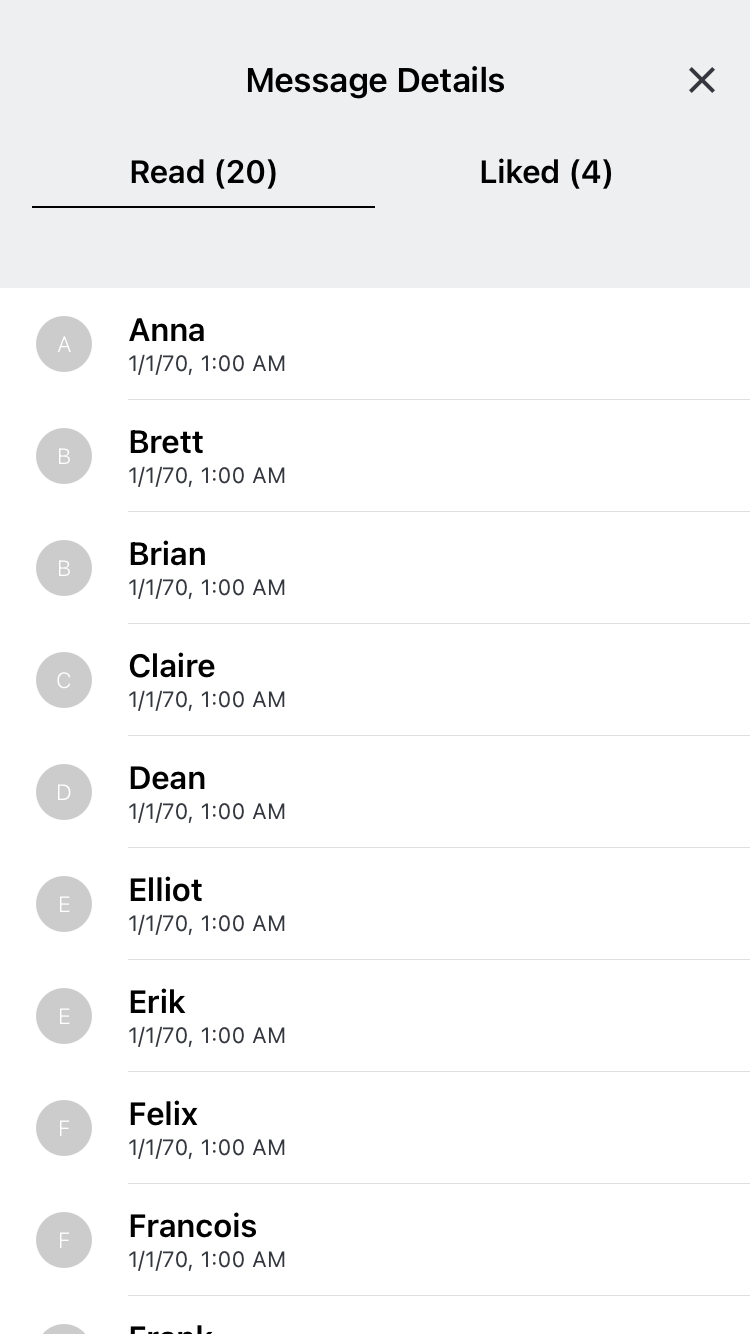 Message Details
Read (20)
Liked (4)
A
Anna
1/1/70, 1:00 AM
B
Brett
1/1/70, 1:00 AM
B
Brian
1/1/70, 1:00 AM
C
Claire
1/1/70, 1:00 AM
D
Dean
1/1/70, 1:00 AM
E
Elliot
1/1/70, 1:00 AM
E
Erik
1/1/70, 1:00 AM
F
Felix
1/1/70, 1:00 AM
F
Francois
1/1/70, 1:00 AM
Frank